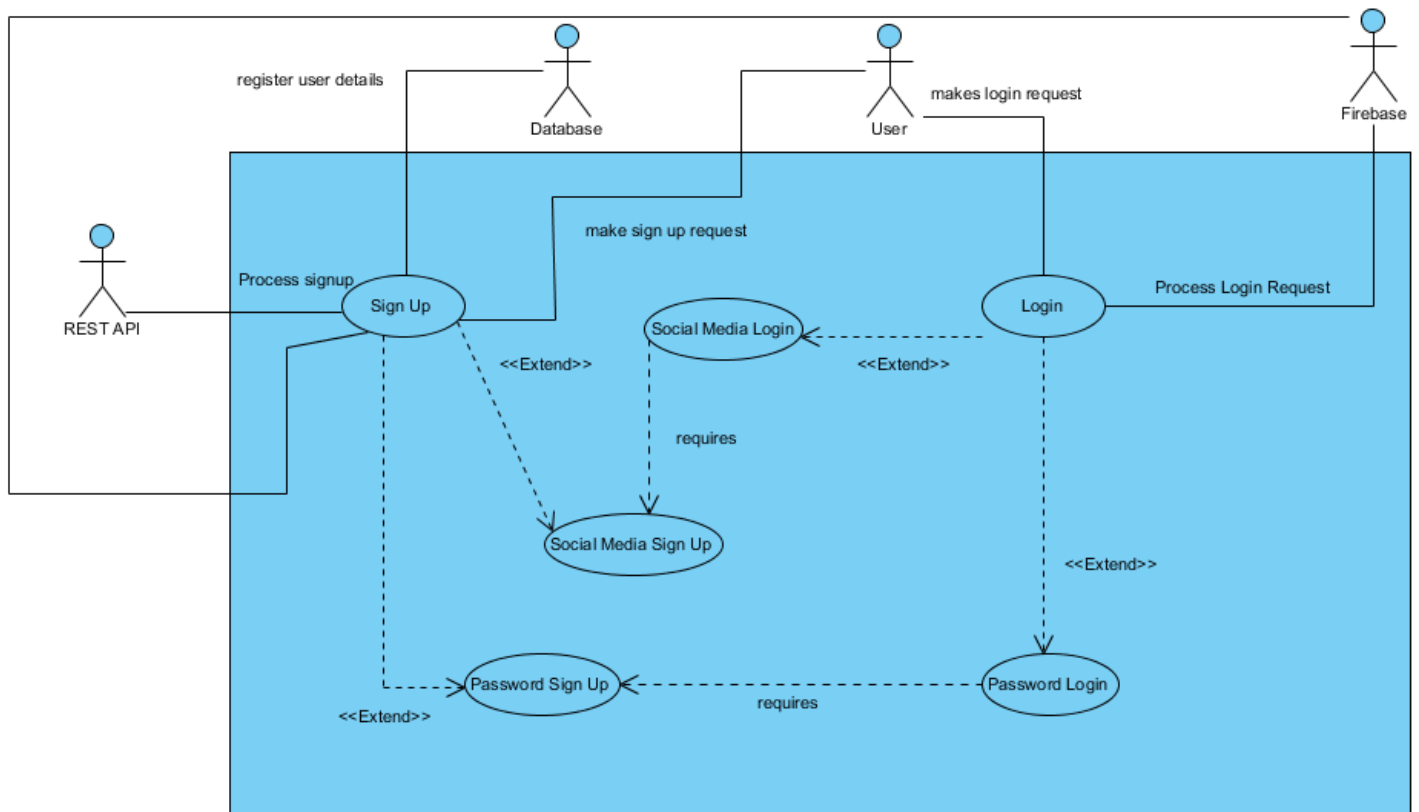 register user details
Database
makes login request
User
Firebase
make sign up request
REST API
Process signup
Sign Up
Social Media Login
Login
Process Login Request
<<Extend>>
<<Extend>>
requires
Social Media Sign Up
<<Extend>>
Password Sign Up
Password Login
requires
<<Extend>>